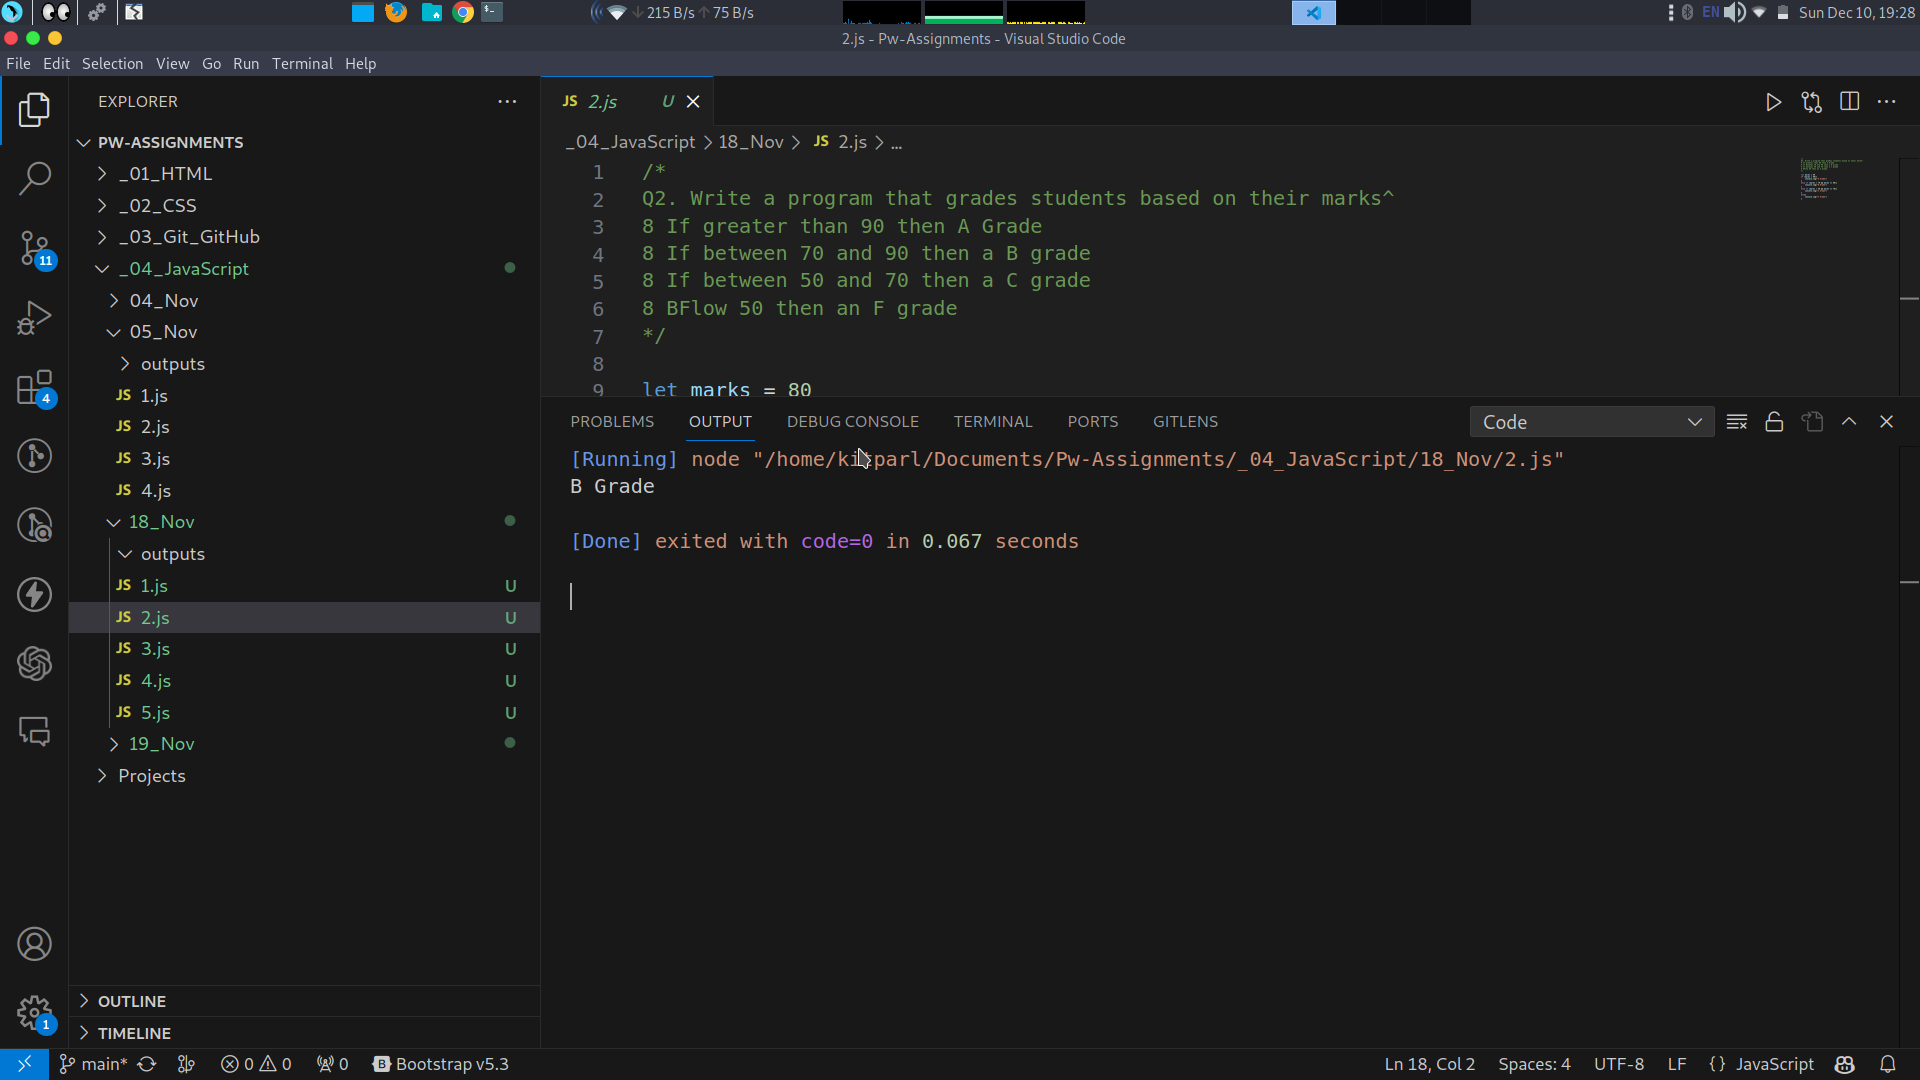 215 B/s 75 B/s
EN
Sun Dec 10, 19:28
2.js - Pw-Assignments - Visual Studio Code
File Edit Selection View Go Run Terminal Help
EXPLORER
PW-ASSIGNMENTS
_01_HTML
_02_CSS
_03_Git_GitHub
_04_JavaScript
04_Nov
05_Nov
outputs
JS 1.js
JS 2.js
JS 3.js
JS 4.js
18_Nov
outputs
JS 1.js U
JS 2.js U
JS 3.js U
JS 4.js U
JS 5.js U
19_Nov
Projects
OUTLINE
TIMELINE
11
4
1
JS 2.js U
_04_JavaScript > 18_Nov > JS 2.js > ...
1 /*
2 Q2. Write a program that grades students based on their marks^
3 8 If greater than 90 then A Grade
4 8 If between 70 and 90 then a B grade
5 8 If between 50 and 70 then a C grade
6 8 BFlow 50 then an F grade
7 */
8
9 let marks = 80
PROBLEMS OUTPUT DEBUG CONSOLE TERMINAL PORTS GITLENS
Code
[Running] node "/home/ parl/Documents/Pw-Assignments/_04_JavaScript/18_Nov/2.js"
B Grade
[Done] exited with code=0 in 0.067 seconds
main* 0 0 0 B Bootstrap v5.3
Ln 18, Col 2 Spaces: 4 UTF-8 LF {} JavaScript